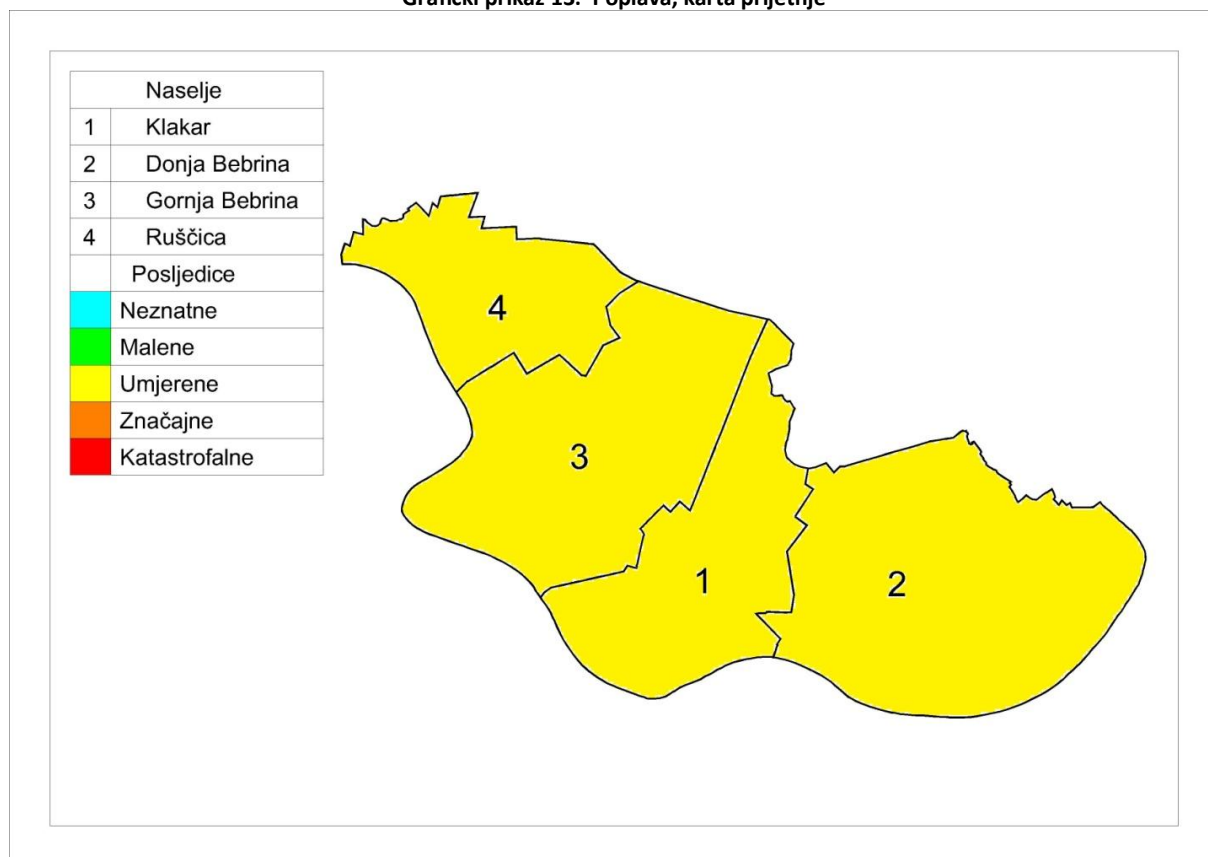 Grafički prikaz 13. Poplava, karta prijetnje
Naselje
1 Klakar
2 Donja Bebrina
3 Gornja Bebrina
4 Ruščica
Posljedice
Neznatne
Malene
Umjerene
Značajne
Katastrofalne
4
3
1
2